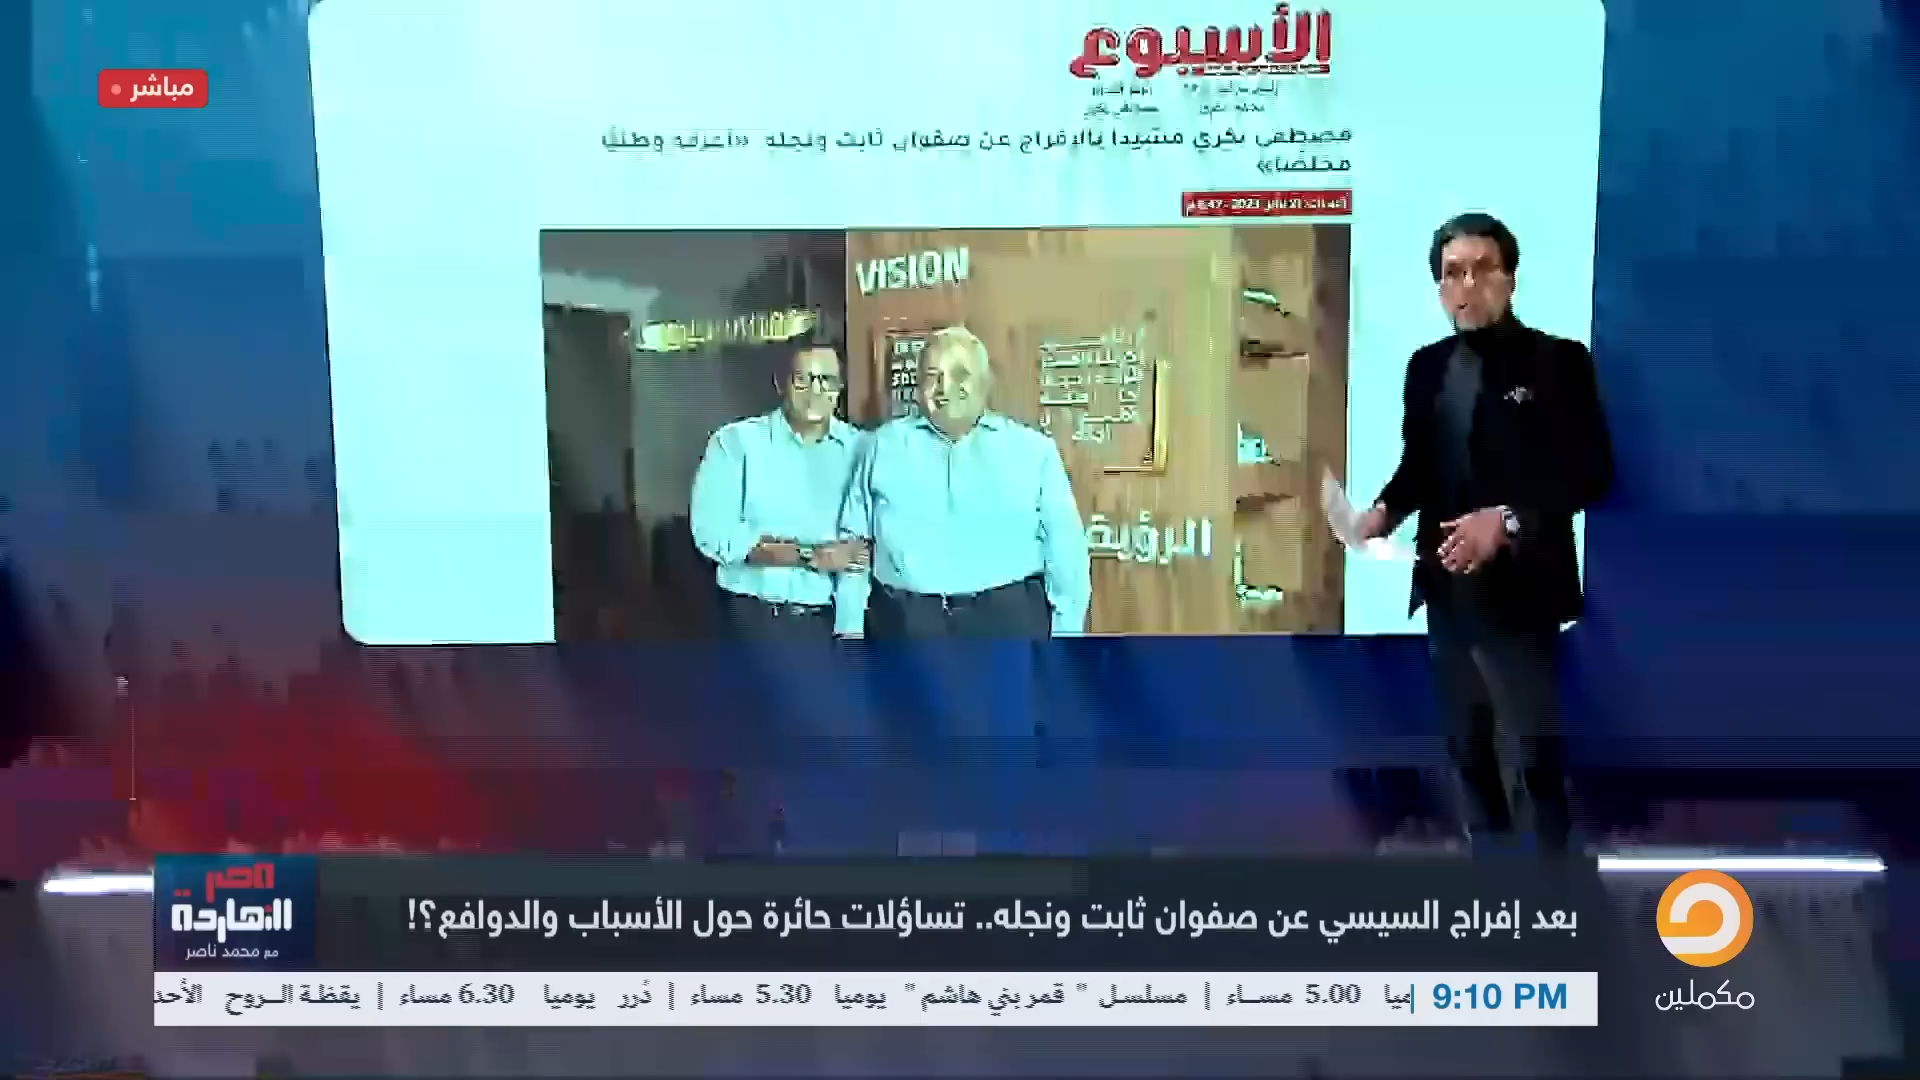 مباشر
الأسبوع
مصطفى بكري مشيدا بالإفراج عن صفوان ثابت ونجله «أعرفه وطنيًا
مخلصا»
VISION
الرؤية
مصر
النهاردة
مع محمد ناصر
بعد إفراج السيسي عن صفوان ثابت ونجله.. تساؤلات حائرة حول الأسباب والدوافع؟!
9:10 PM
5.00 مساء | مسلسل " قمر بني هاشم " يوميا 5.30 مساء | دُرر يوميا 6.30 مساء | يقظة الروح الأحد
مكملين